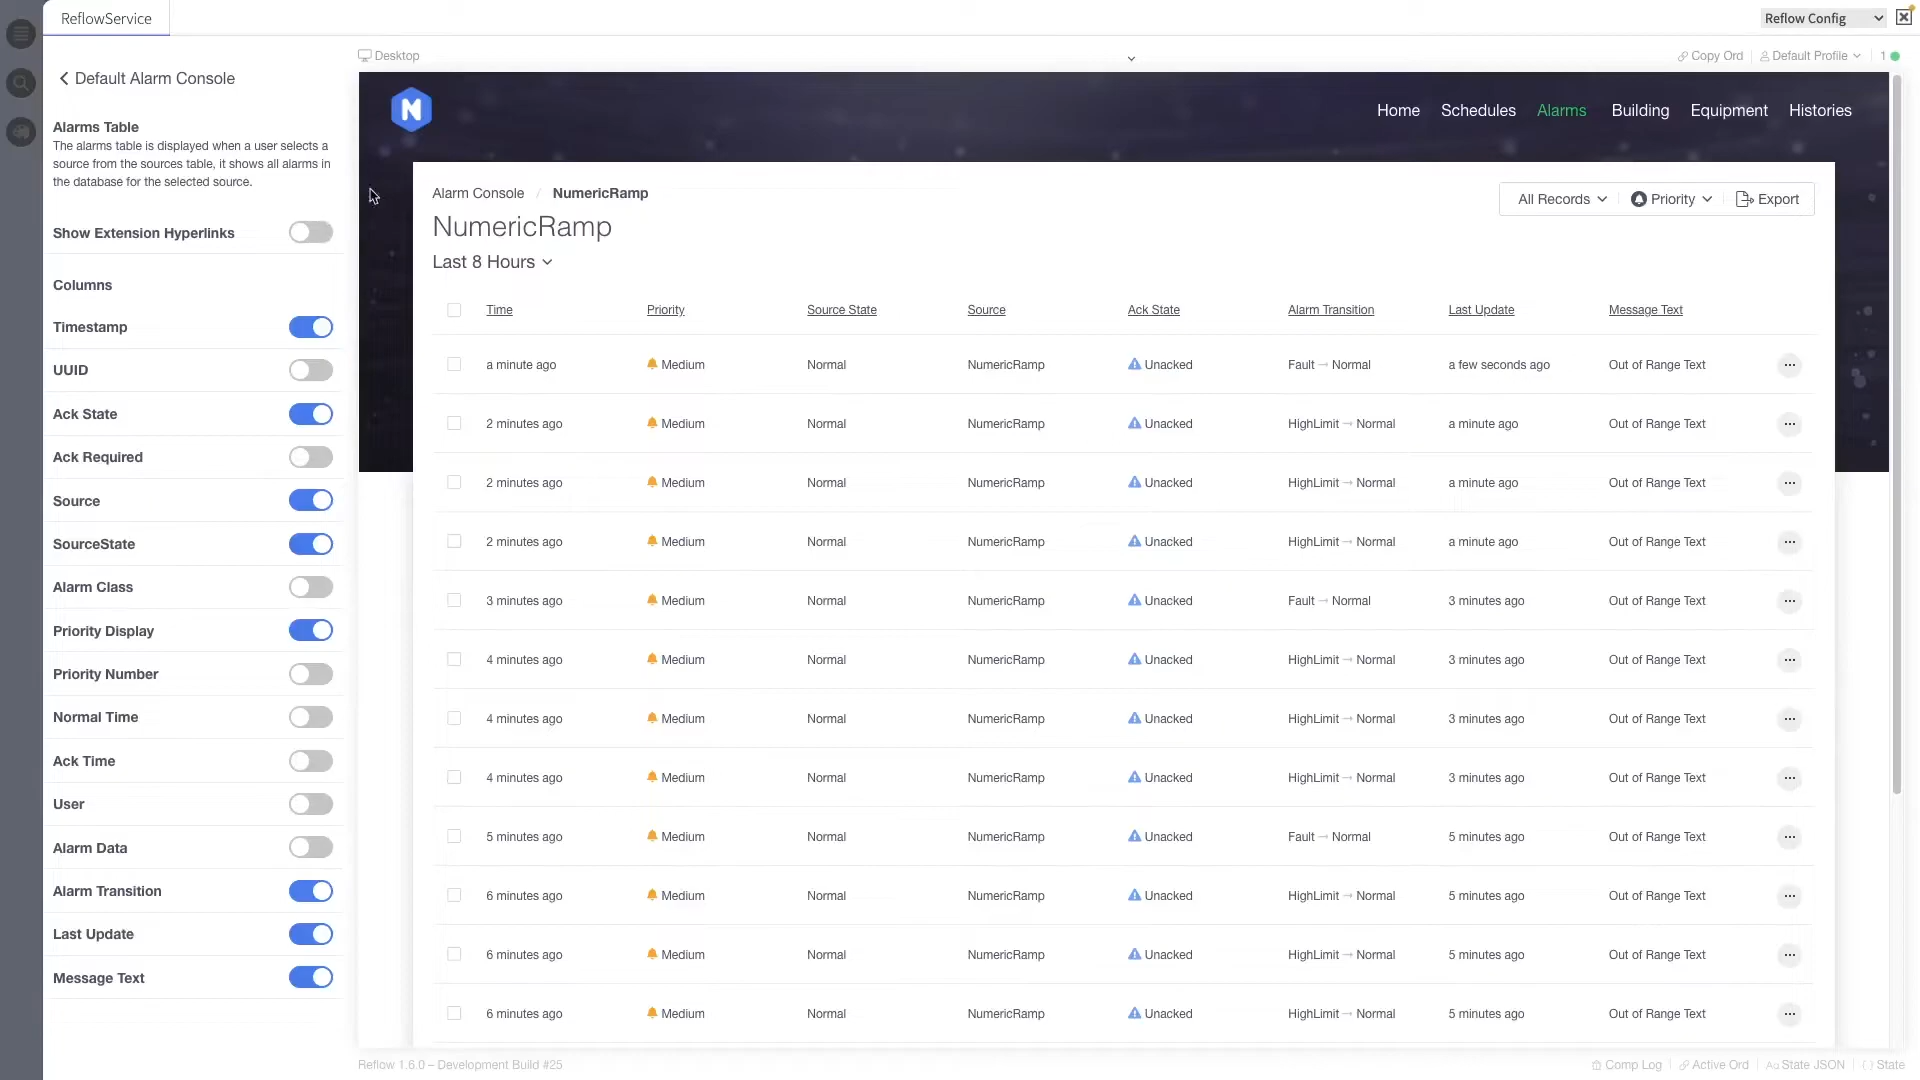 ReflowService
Reflow Config
Desktop
Copy Ord
Default Profile
1
Default Alarm Console
Alarms Table
The alarms table is displayed when a user selects a
source from the sources table, it shows all alarms in
the database for the selected source.
Show Extension Hyperlinks
Columns
Timestamp
UUID
Ack State
Ack Required
Source
SourceState
Alarm Class
Priority Display
Priority Number
Normal Time
Ack Time
User
Alarm Data
Alarm Transition
Last Update
Message Text
N
Home Schedules Alarms Building Equipment Histories
Alarm Console / NumericRamp
All Records Priority Export
NumericRamp
Last 8 Hours
Time Priority Source State Source Ack State Alarm Transition Last Update Message Text
a minute ago Medium Normal NumericRamp Unacked Fault → Normal a few seconds ago Out of Range Text
2 minutes ago Medium Normal NumericRamp Unacked HighLimit → Normal a minute ago Out of Range Text
2 minutes ago Medium Normal NumericRamp Unacked HighLimit → Normal a minute ago Out of Range Text
2 minutes ago Medium Normal NumericRamp Unacked HighLimit → Normal a minute ago Out of Range Text
3 minutes ago Medium Normal NumericRamp Unacked Fault → Normal 3 minutes ago Out of Range Text
4 minutes ago Medium Normal NumericRamp Unacked HighLimit → Normal 3 minutes ago Out of Range Text
4 minutes ago Medium Normal NumericRamp Unacked HighLimit → Normal 3 minutes ago Out of Range Text
4 minutes ago Medium Normal NumericRamp Unacked HighLimit → Normal 3 minutes ago Out of Range Text
5 minutes ago Medium Normal NumericRamp Unacked Fault → Normal 5 minutes ago Out of Range Text
6 minutes ago Medium Normal NumericRamp Unacked HighLimit → Normal 5 minutes ago Out of Range Text
6 minutes ago Medium Normal NumericRamp Unacked HighLimit → Normal 5 minutes ago Out of Range Text
6 minutes ago Medium Normal NumericRamp Unacked HighLimit → Normal 5 minutes ago Out of Range Text
Reflow 1.6.0 – Development Build #25
Comp Log Active Ord State JSON State